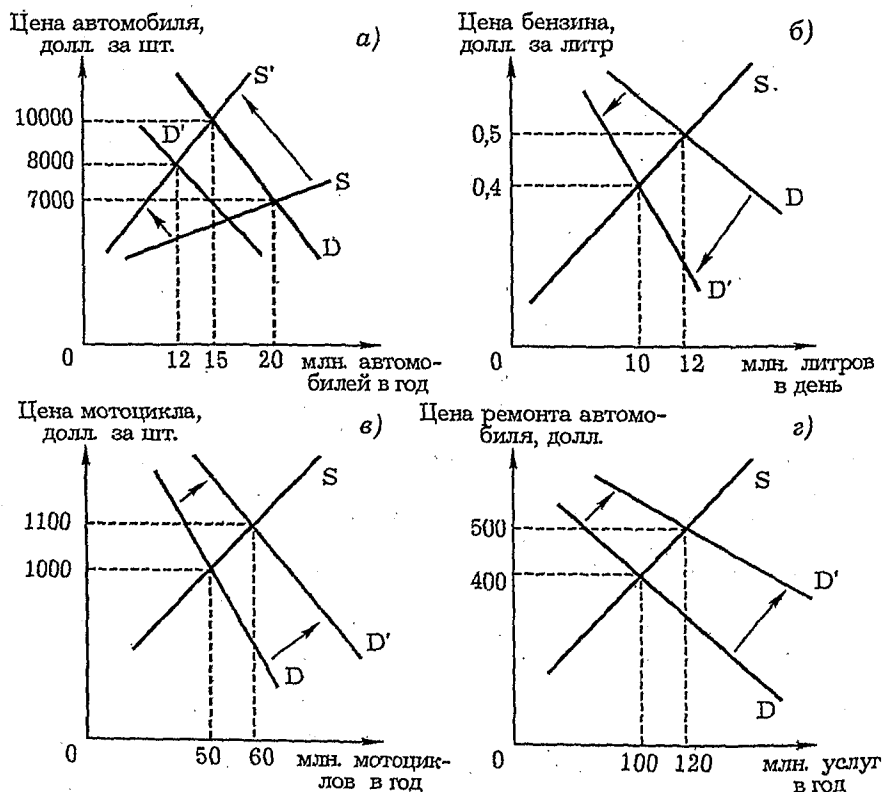 Цена автомобиля,
долл. за шт.
а)
S'
10000
D'
8000
S
7000
D
0
12
15
20
млн. автомо-
билей в год
Цена бензина,
долл. за литр
б)
S
0,5
0,4
D
D'
0
10
12
млн. литров
в день
Цена мотоцикла,
долл. за шт.
в)
S
1100
1000
D
D'
0
50
60
млн. мотоцик-
лов в год
Цена ремонта автомо-
биля, долл.
г)
S
500
400
D'
D
0
100
120
млн. услуг
в год